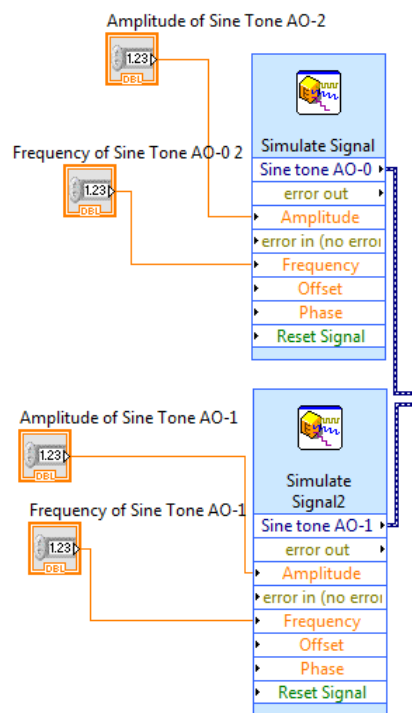 Amplitude of Sine Tone AO-2
1.23
DBL
Simulate Signal
Frequency of Sine Tone AO-0 2
1.23
DBL
Sine tone AO-0
error out
Amplitude
error in (no error
Frequency
Offset
Phase
Reset Signal
Amplitude of Sine Tone AO-1
1.23
DBL
Simulate
Signal2
Frequency of Sine Tone AO-1
1.23
DBL
Sine tone AO-1
error out
Amplitude
error in (no error
Frequency
Offset
Phase
Reset Signal